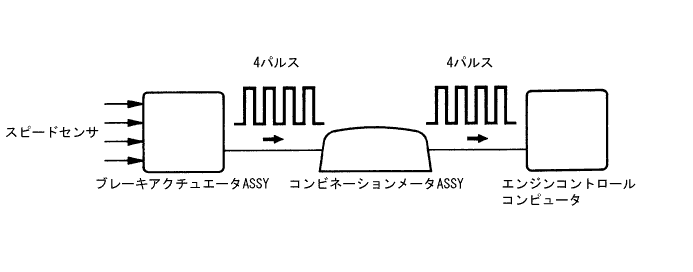 4パルス
4パルス
スピードセンサ
ブレーキアクチュエータASSY
コンビネーションメータASSY
エンジンコントロール
コンピュータ